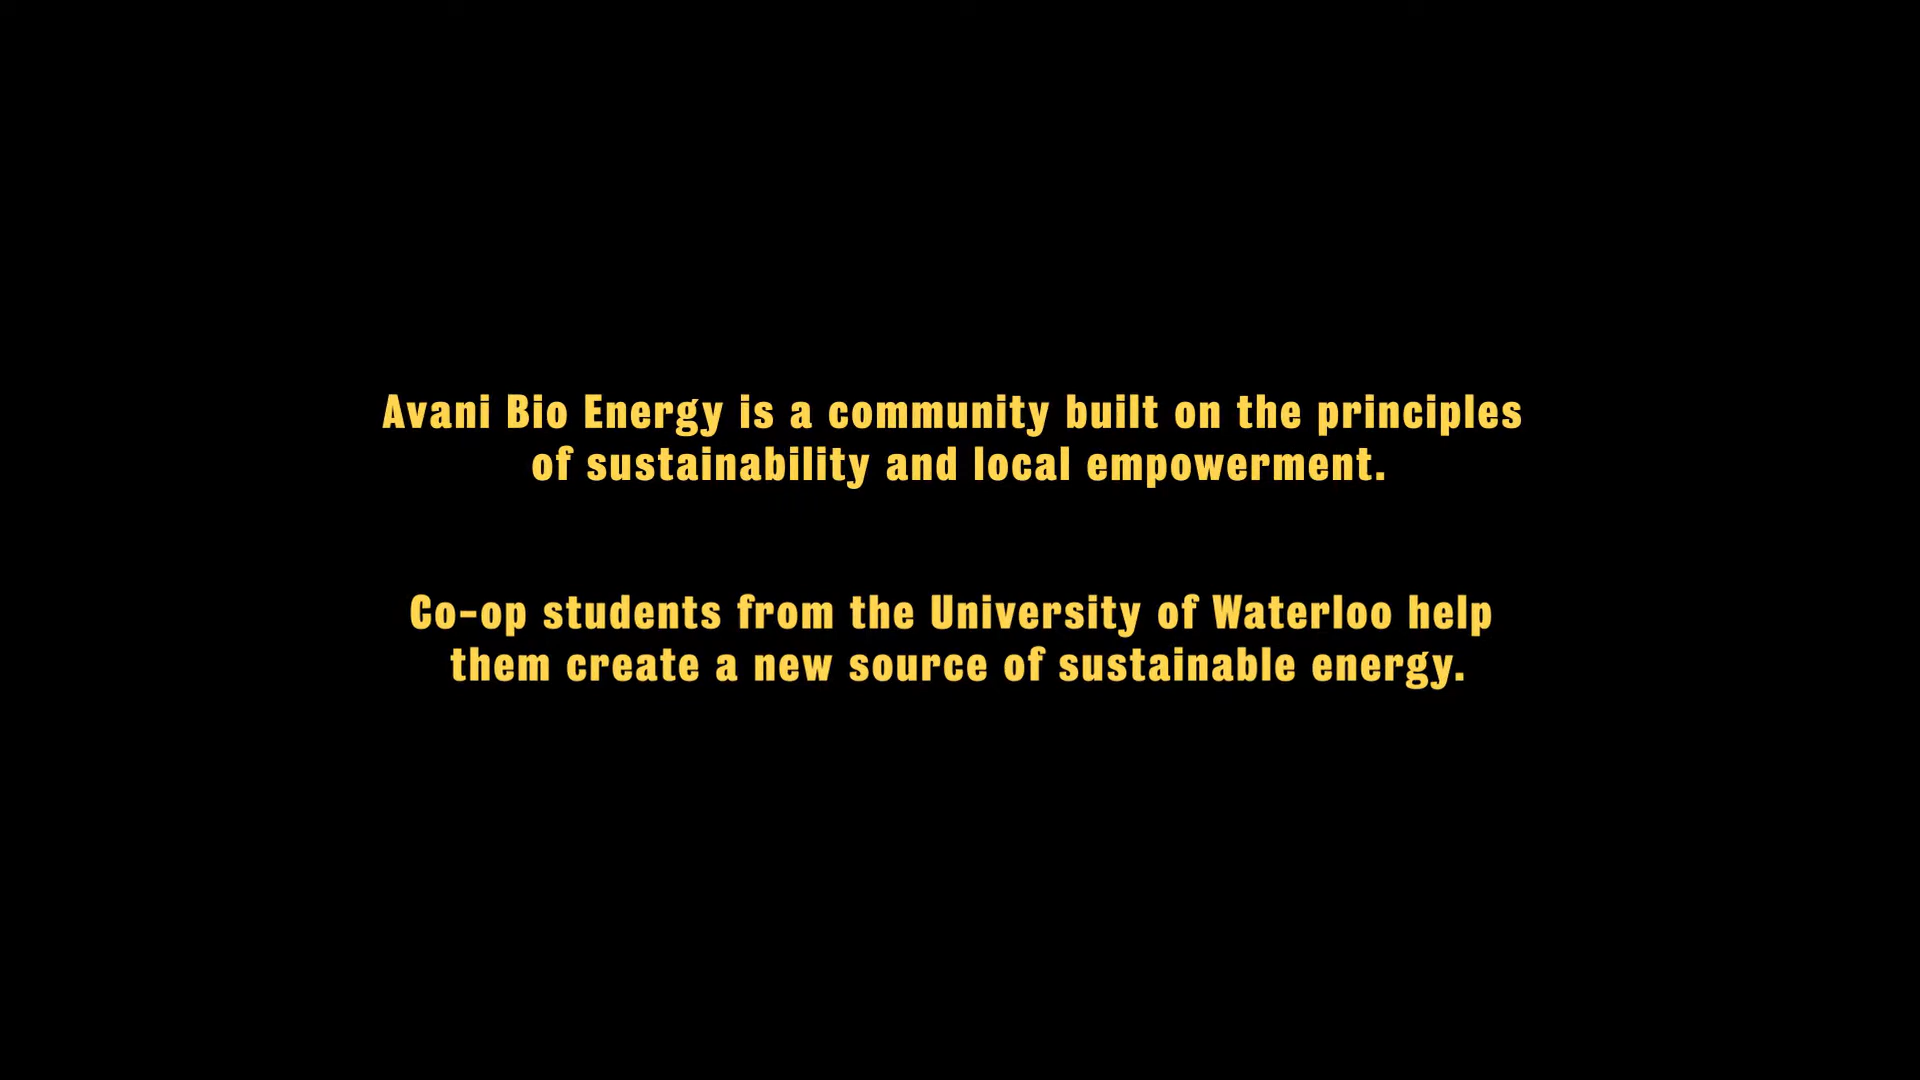 Avani Bio Energy is a community built on the principles
of sustainability and local empowerment.
Co-op students from the University of Waterloo help
them create a new source of sustainable energy.